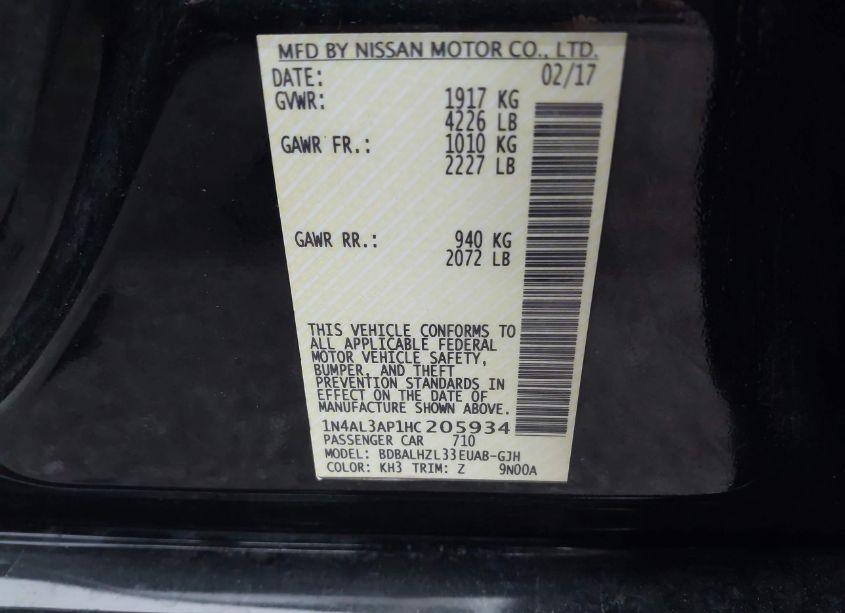 MFD BY NISSAN MOTOR CO., LTD.
DATE: 02/17
GVWR: 1917 KG
4226 LB
GAWR FR.: 1010 KG
2227 LB
GAWR RR.: 940 KG
2072 LB
THIS VEHICLE CONFORMS TO
ALL APPLICABLE FEDERAL
MOTOR VEHICLE SAFETY,
BUMPER, AND THEFT
PREVENTION STANDARDS IN
EFFECT ON THE DATE OF
MANUFACTURE SHOWN ABOVE.
1N4AL3AP1HC205934
PASSENGER CAR 710
MODEL: BDBALHZL33EUAB-GJH
COLOR: KH3 TRIM: Z 9N00A